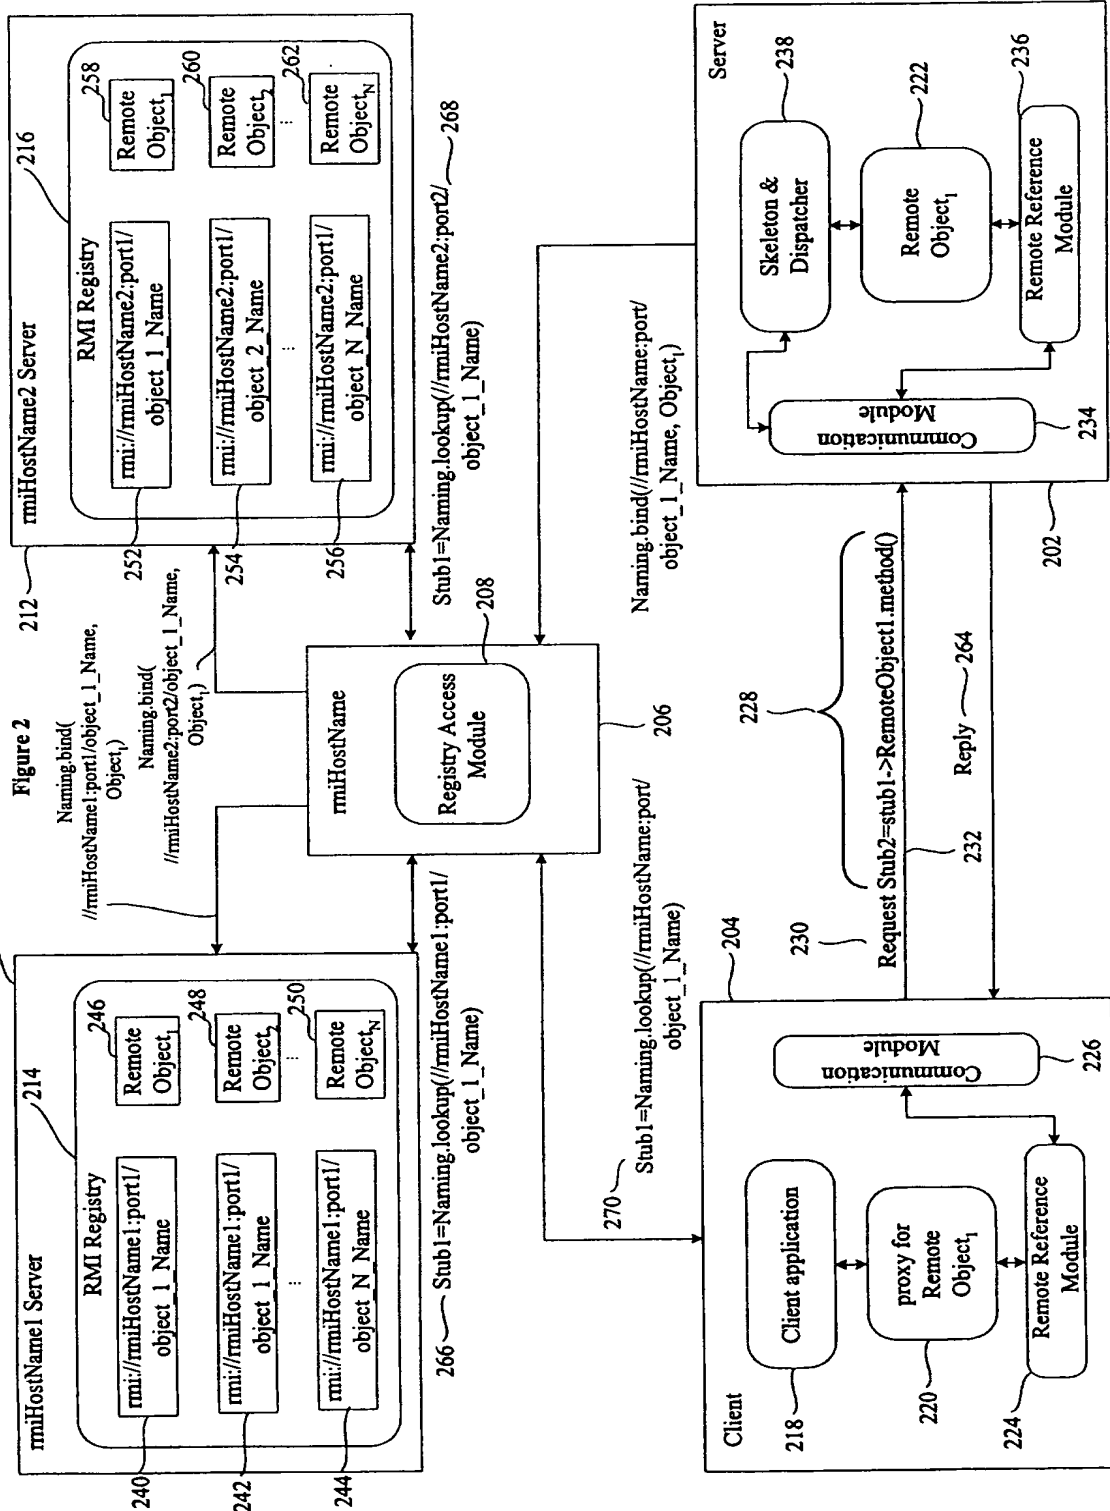 Figure 2
rmiHostName1 Server
214
RMI Registry
240
rmi://rmiHostName1:port1/
object_1_Name
246
Remote
Object1
242
rmi://rmiHostName1:port1/
object_1_Name
248
Remote
Object2
...
...
244
rmi://rmiHostName1:port1/
object_N_Name
250
Remote
ObjectN
Naming.bind(
//rmiHostName1:port1/object_1_Name,
Object1)
Naming.bind(
//rmiHostName2:port2/object_1_Name,
Object1)
212
rmiHostName2 Server
216
RMI Registry
252
rmi://rmiHostName2:port1/
object_1_Name
258
Remote
Object1
254
rmi://rmiHostName2:port1/
object_2_Name
260
Remote
Object2
...
...
256
rmi://rmiHostName2:port1/
object_N_Name
262
Remote
ObjectN
266
Stub1=Naming.lookup(//rmiHostName1:port1/
object_1_Name)
rmiHostName
Registry Access
Module
208
206
Stub1=Naming.lookup(//rmiHostName2:port2/
object_1_Name)
268
270
Stub1=Naming.lookup(//rmiHostName:port/
object_1_Name)
Naming.bind(//rmiHostName:port/
object_1_Name, Object1)
Client
204
218
Client application
220
proxy for
Remote
Object1
224
Remote Reference
Module
Communication
Module
226
228
230
Request Stub2=stub1->RemoteObject1.method()
232
Reply
264
Server
202
Communication
Module
234
Skeleton &
Dispatcher
238
Remote
Object1
222
Remote Reference
Module
236